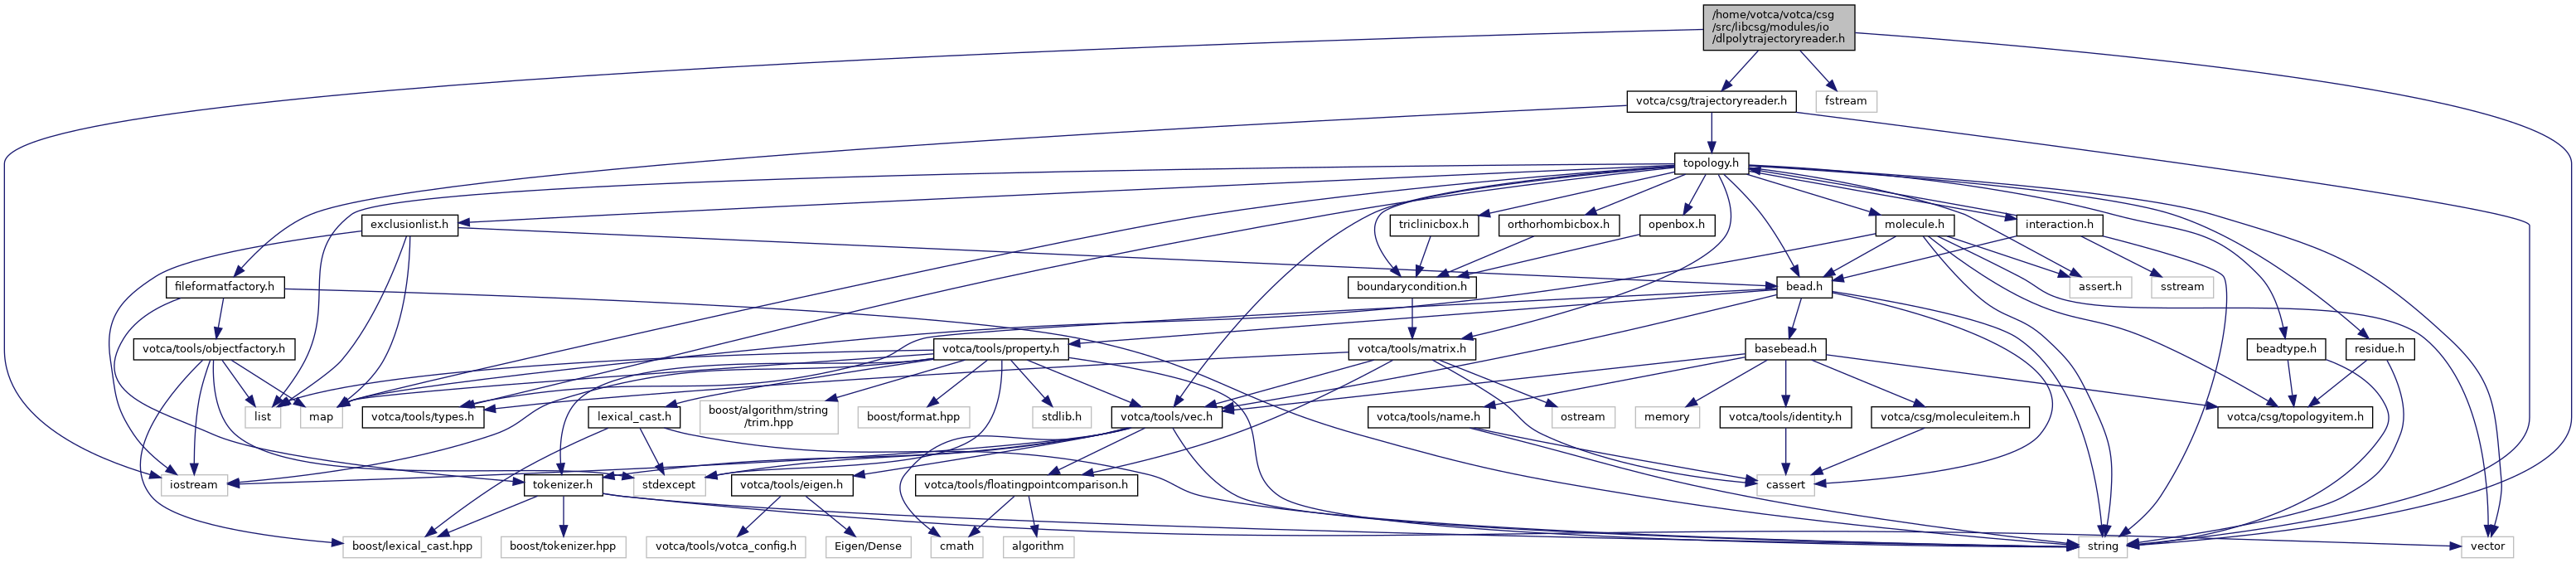 /home/votca/votca/csg
/src/libcsg/modules/io
/dlpolytrajectoryreader.h
votca/csg/trajectoryreader.h
fstream
topology.h
exclusionlist.h
triclinicbox.h
orthorhombicbox.h
openbox.h
molecule.h
interaction.h
fileformatfactory.h
boundarycondition.h
bead.h
assert.h
sstream
votca/tools/objectfactory.h
votca/tools/property.h
votca/tools/matrix.h
basebead.h
beadtype.h
residue.h
list
map
votca/tools/types.h
lexical_cast.h
boost/algorithm/string
/trim.hpp
boost/format.hpp
stdlib.h
votca/tools/vec.h
votca/tools/name.h
ostream
memory
votca/tools/identity.h
votca/csg/moleculeitem.h
votca/csg/topologyitem.h
iostream
tokenizer.h
stdexcept
votca/tools/eigen.h
votca/tools/floatingpointcomparison.h
cassert
boost/lexical_cast.hpp
boost/tokenizer.hpp
votca/tools/votca_config.h
Eigen/Dense
cmath
algorithm
string
vector